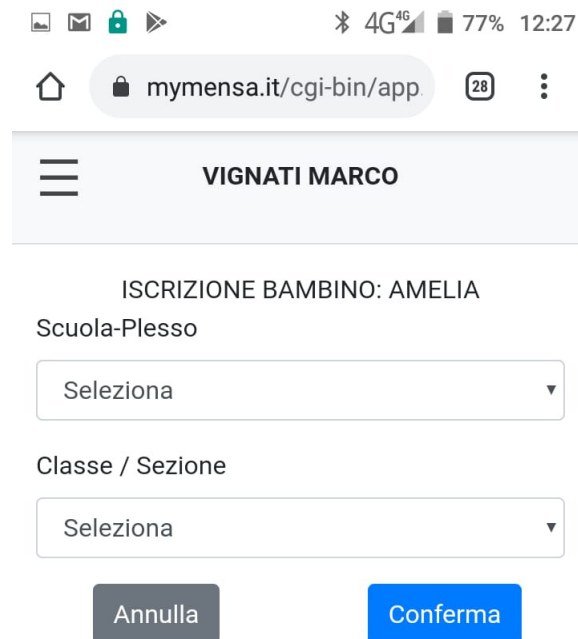 4G 4G 77% 12:27
mymensa.it/cgi-bin/app. 28
VIGNATI MARCO
ISCRIZIONE BAMBINO: AMELIA
Scuola-Plesso
Seleziona
Classe / Sezione
Seleziona
Annulla Conferma